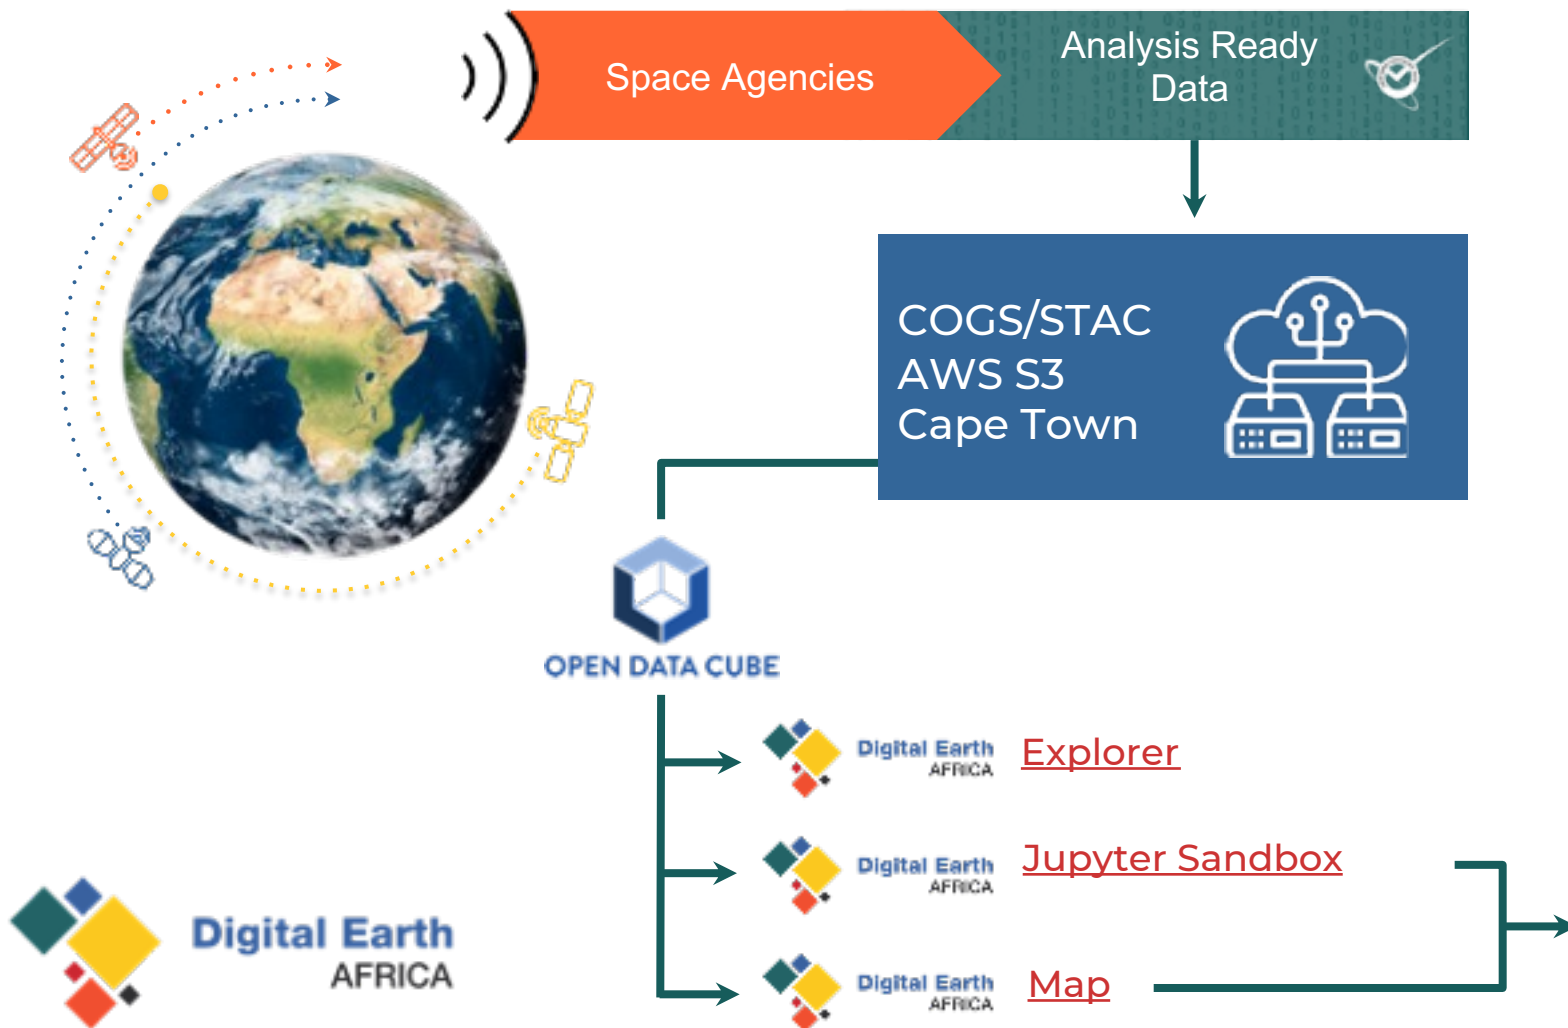 Space Agencies
Analysis Ready
Data
COGS/STAC
AWS S3
Cape Town
OPEN DATA CUBE
Digital Earth
AFRICA
Explorer
Digital Earth
AFRICA
Jupyter Sandbox
Digital Earth
AFRICA
Digital Earth
AFRICA
Map